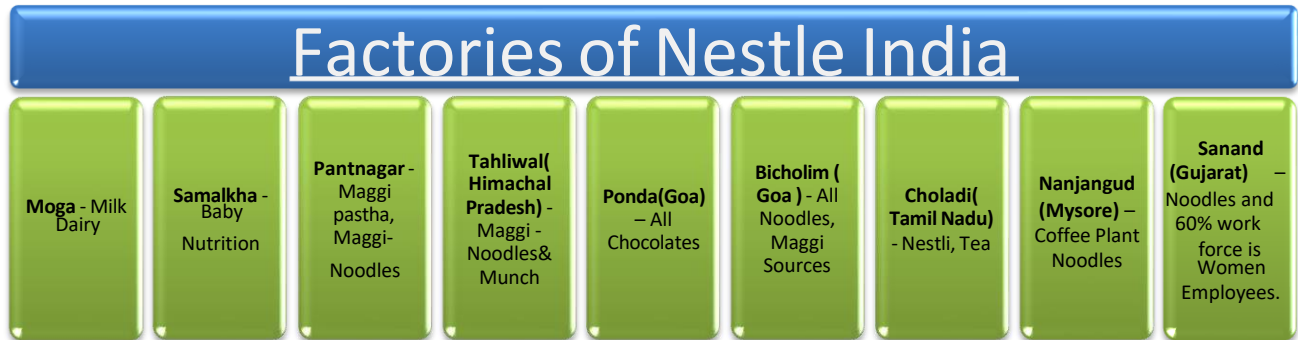 Factories of Nestle India
Moga - Milk
Dairy
Samalkha -
Baby
Nutrition
Pantnagar -
Maggi
pastha,
Maggi-
Noodles
Tahliwal(
Himachal
Pradesh) -
Maggi -
Noodles&
Munch
Ponda(Goa)
– All
Chocolates
Bicholim (
Goa ) - All
Noodles,
Maggi
Sources
Choladi(
Tamil Nadu)
- Nestli, Tea
Nanjangud
(Mysore) –
Coffee Plant
Noodles
Sanand
(Gujarat) –
Noodles and
60% work
force is
Women
Employees.